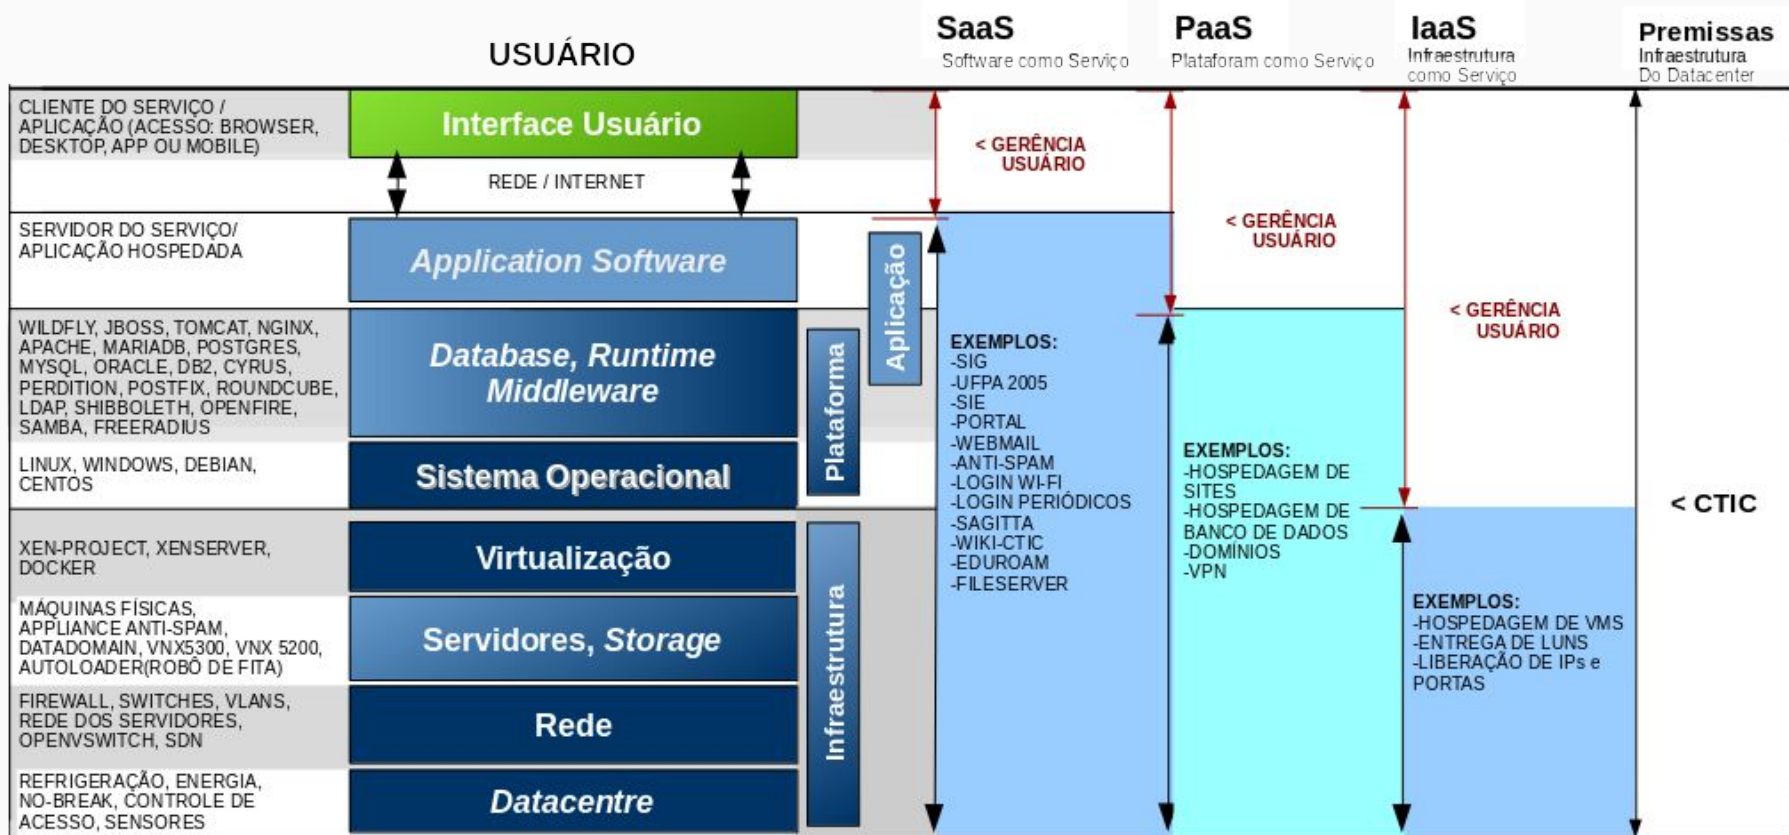 USUÁRIO
SaaS
Software como Serviço
PaaS
Plataforam como Serviço
IaaS
Infraestrutura
como Serviço
Premissas
Infraestrutura
Do Datacenter
CLIENTE DO SERVIÇO /
APLICAÇÃO (ACESSO: BROWSER,
DESKTOP, APP OU MOBILE)
Interface Usuário
REDE / INTERNET
< GERÊNCIA
USUÁRIO
SERVIDOR DO SERVIÇO/
APLICAÇÃO HOSPEDADA
Application Software
Aplicação
< GERÊNCIA
USUÁRIO
WILDFLY, JBOSS, TOMCAT, NGINX,
APACHE, MARIADB, POSTGRES,
MYSQL, ORACLE, DB2, CYRUS,
PERDITION, POSTFIX, ROUNDCUBE,
LDAP, SHIBBOLETH, OPENFIRE,
SAMBA, FREERADIUS
Database, Runtime
Middleware
Plataforma
< GERÊNCIA
USUÁRIO
LINUX, WINDOWS, DEBIAN,
CENTOS
Sistema Operacional
EXEMPLOS:
-SIG
-UFPA 2005
-SIE
-PORTAL
-WEBMAIL
-ANTI-SPAM
-LOGIN WI-FI
-LOGIN PERIÓDICOS
-SAGITTA
-WIKI-CTIC
-EDUROAM
-FILESERVER
EXEMPLOS:
-HOSPEDAGEM DE
SITES
-HOSPEDAGEM DE
BANCO DE DADOS
-DOMÍNIOS
-VPN
< CTIC
XEN-PROJECT, XENSERVER,
DOCKER
Virtualização
Infraestrutura
MÁQUINAS FÍSICAS,
APPLIANCE ANTI-SPAM,
DATADOMAIN, VNX5300, VNX 5200,
AUTOLOADER(ROBÔ DE FITA)
Servidores, Storage
EXEMPLOS:
-HOSPEDAGEM DE VMS
-ENTREGA DE LUNS
-LIBERAÇÃO DE IPs e
PORTAS
FIREWALL, SWITCHES, VLANS,
REDE DOS SERVIDORES,
OPENVSWITCH, SDN
Rede
REFRIGERAÇÃO, ENERGIA,
NO-BREAK, CONTROLE DE
ACESSO, SENSORES
Datacentre